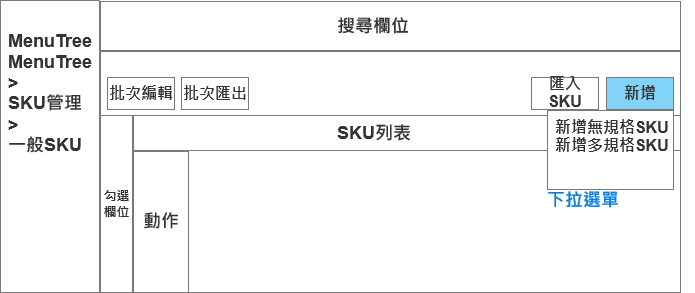 搜尋欄位
MenuTree
MenuTree
>
SKU管理
>
一般SKU
批次編輯
批次匯出
匯入
SKU
新增
新增無規格SKU
新增多規格SKU
下拉選單
SKU列表
勾選
欄位
動作